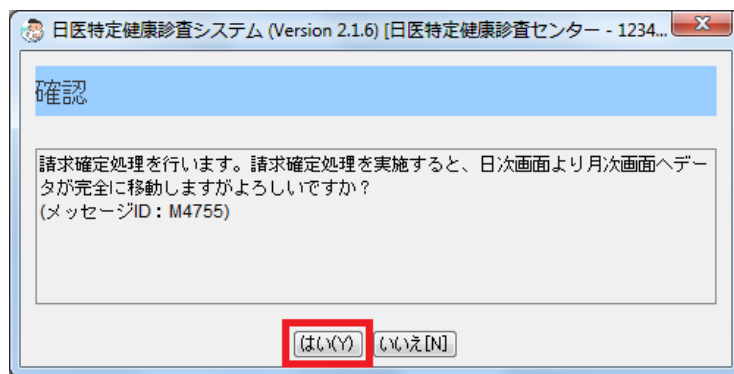 日医特定健康診査システム (Version 2.1.6) [日医特定健康診査センター - 1234...
確認
請求確定処理を行います。請求確定処理を実施すると、日次画面より月次画面へデー
タが完全に移動しますがよろしいですか？
(メッセージID：M4755)
はい(Y) いいえ[N]